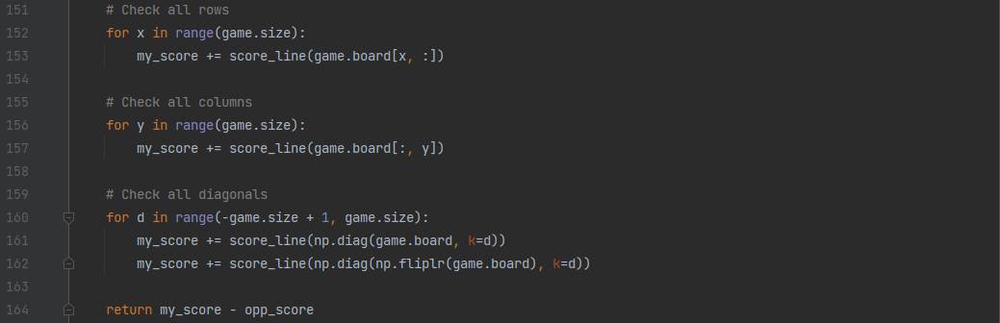 151 # Check all rows
152 for x in range(game.size):
153 my_score += score_line(game.board[x, :])
154
155 # Check all columns
156 for y in range(game.size):
157 my_score += score_line(game.board[:, y])
158
159 # Check all diagonals
160 for d in range(-game.size + 1, game.size):
161 my_score += score_line(np.diag(game.board, k=d))
162 my_score += score_line(np.diag(np.fliplr(game.board), k=d))
163
164 return my_score - opp_score